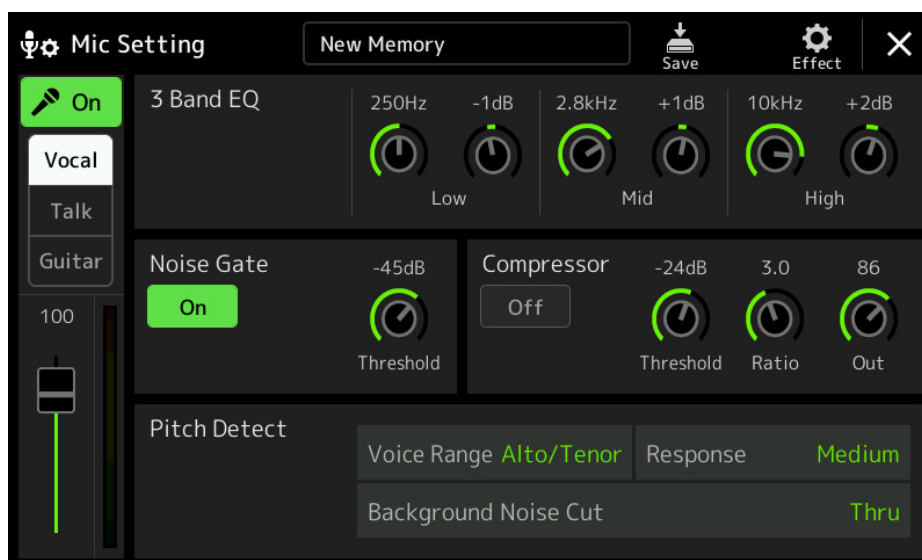 Mic Setting
New Memory
Save
Effect
On
Vocal
Talk
Guitar
100
3 Band EQ
250Hz -1dB 2.8kHz +1dB 10kHz +2dB
Low Mid High
Noise Gate
On
-45dB
Threshold
Compressor
Off
-24dB 3.0 86
Threshold Ratio Out
Pitch Detect
Voice Range Alto/Tenor Response Medium
Background Noise Cut Thru